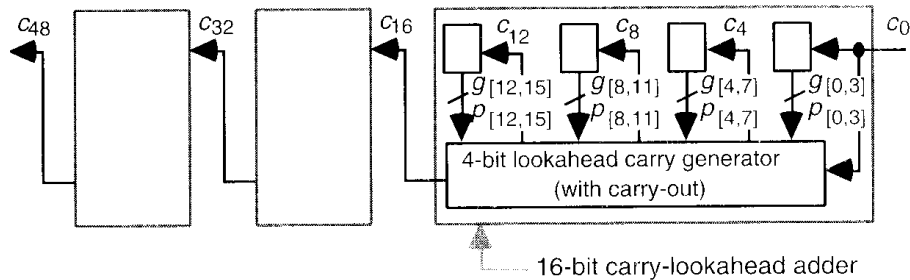 c48 c32 c16 c12 c8 c4 c0
g[12,15] g[8,11] g[4,7] g[0,3]
p[12,15] p[8,11] p[4,7] p[0,3]
4-bit lookahead carry generator
(with carry-out)
16-bit carry-lookahead adder